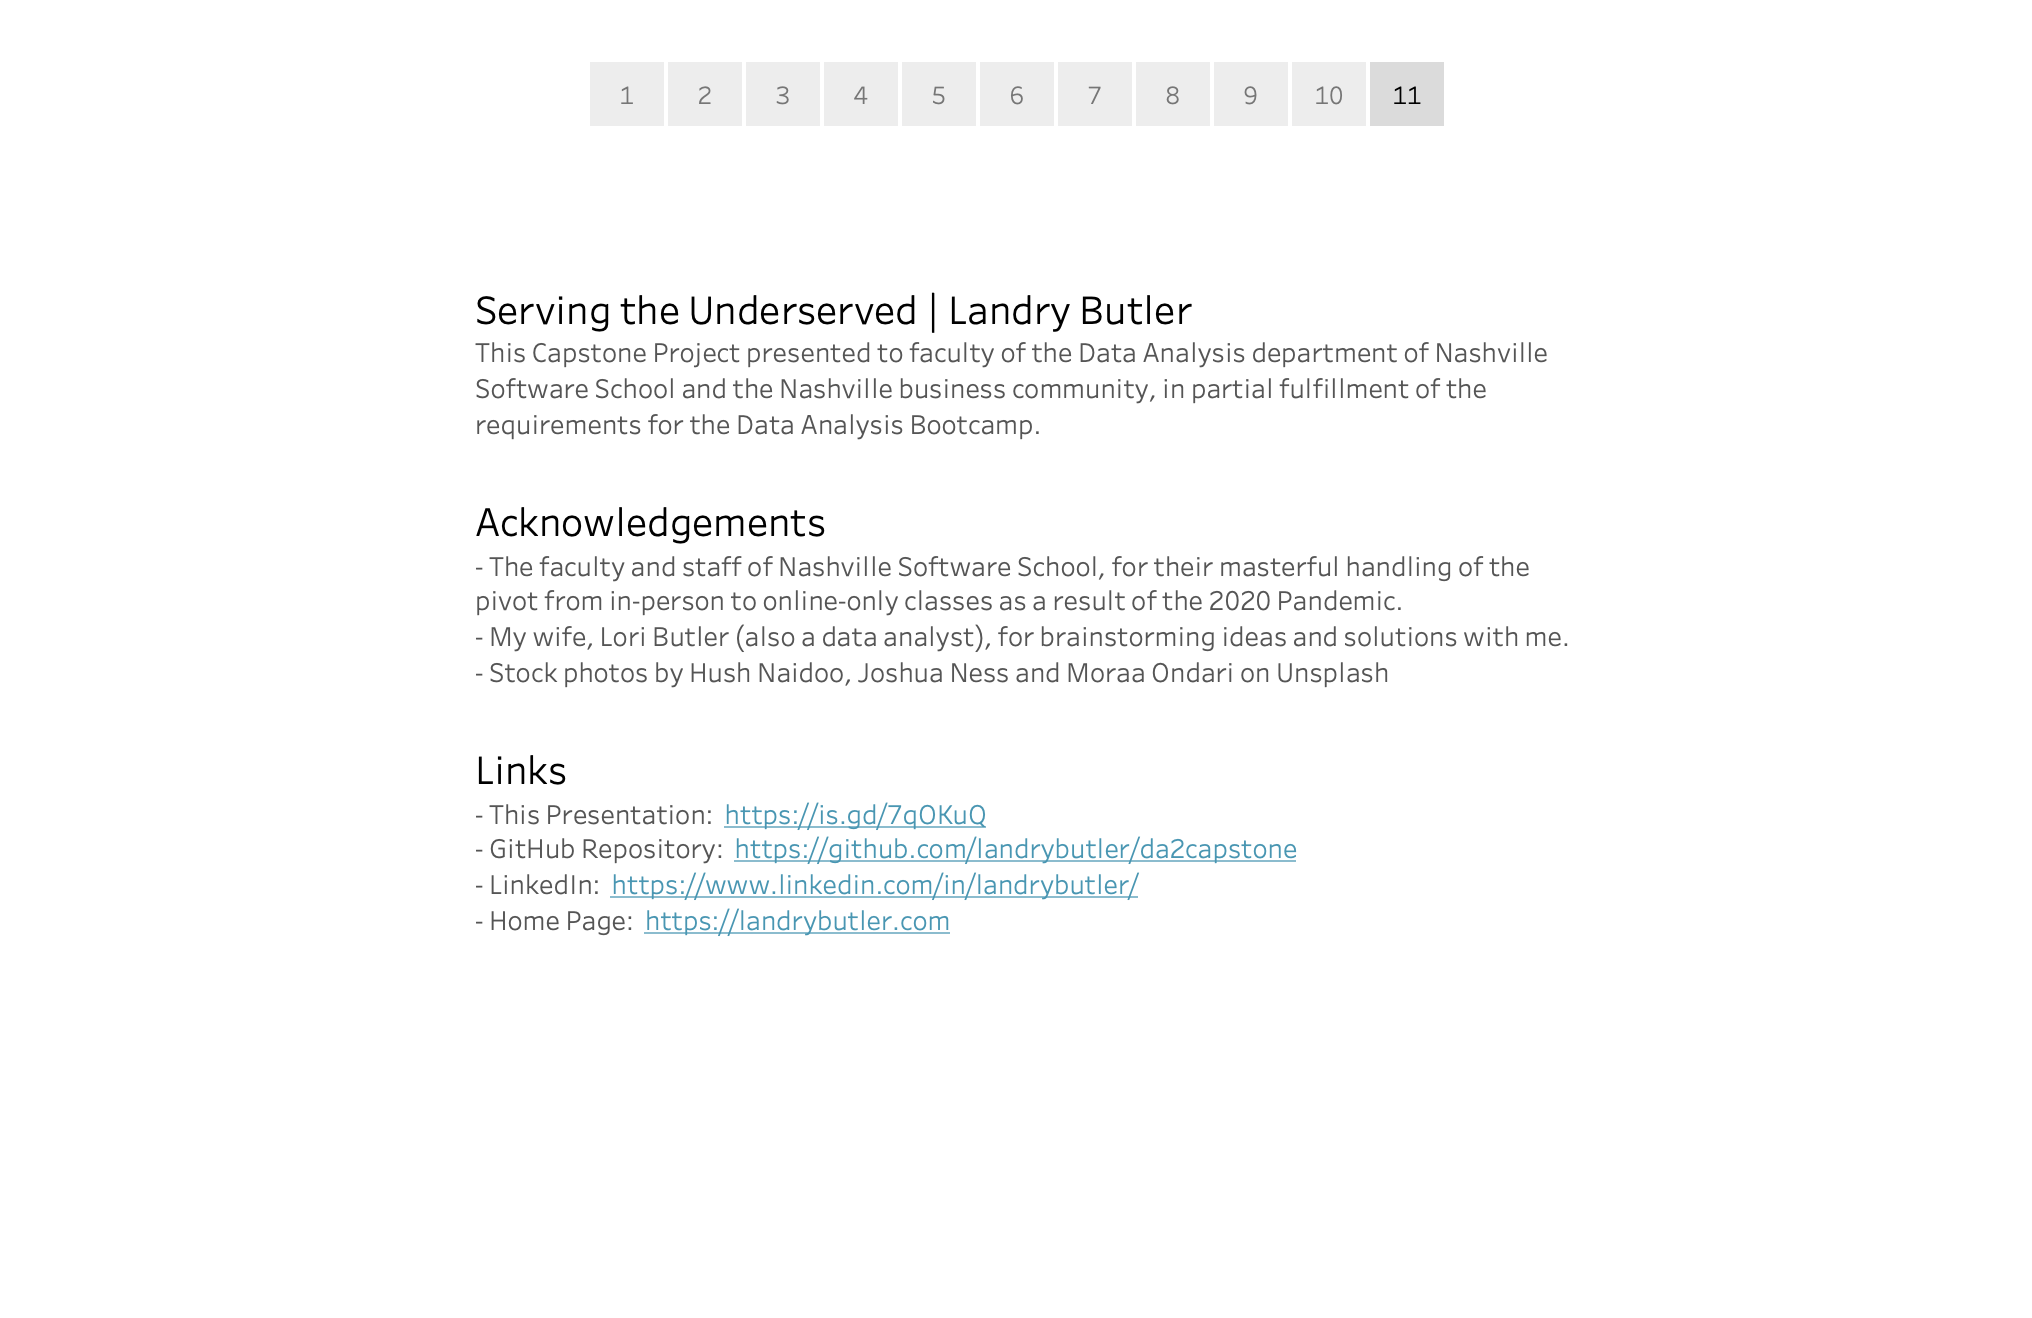 1 2 3 4 5 6 7 8 9 10 11
Serving the Underserved | Landry Butler
This Capstone Project presented to faculty of the Data Analysis department of Nashville
Software School and the Nashville business community, in partial fulfillment of the
requirements for the Data Analysis Bootcamp.
Acknowledgements
- The faculty and staff of Nashville Software School, for their masterful handling of the
pivot from in-person to online-only classes as a result of the 2020 Pandemic.
- My wife, Lori Butler (also a data analyst), for brainstorming ideas and solutions with me.
- Stock photos by Hush Naidoo, Joshua Ness and Moraa Ondari on Unsplash
Links
- This Presentation: https://is.gd/7qOKuQ
- GitHub Repository: https://github.com/landrybutler/da2capstone
- LinkedIn: https://www.linkedin.com/in/landrybutler/
- Home Page: https://landrybutler.com